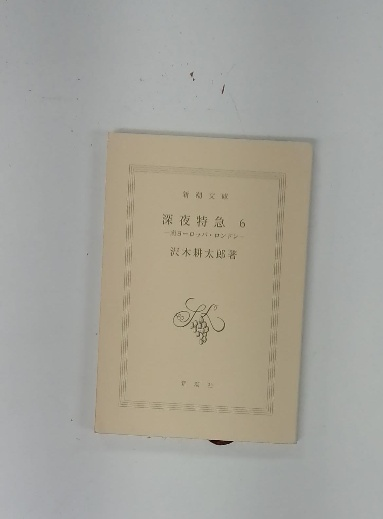 新潮文庫
深夜特急 6
―南ヨーロッパ・ロンドン―
沢木耕太郎著
新潮社